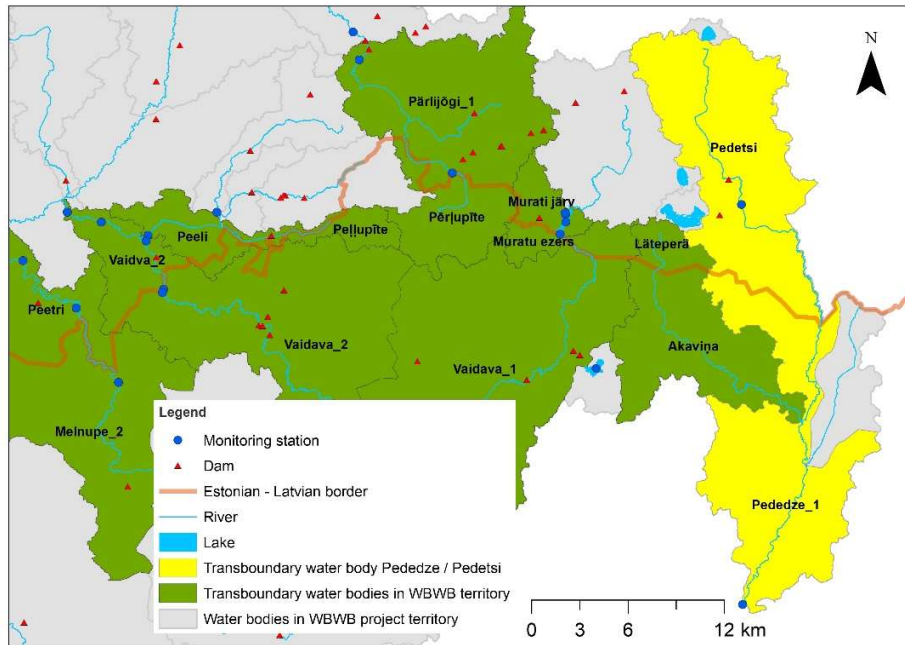 N
Pärlijõgi_1
Pedetsi
Pērļupīte
Murati järv
Muratu ezers
Peeli
Peļļupīte
Läteperä
Vaidva_2
Peetri
Vaidava_2
Vaidava_1
Akaviņa
Melnupe_2
Pededze_1
Legend
Monitoring station
Dam
Estonian - Latvian border
River
Lake
Transboundary water body Pededze / Pedetsi
Transboundary water bodies in WBWB territory
Water bodies in WBWB project territory
0 3 6 12 km